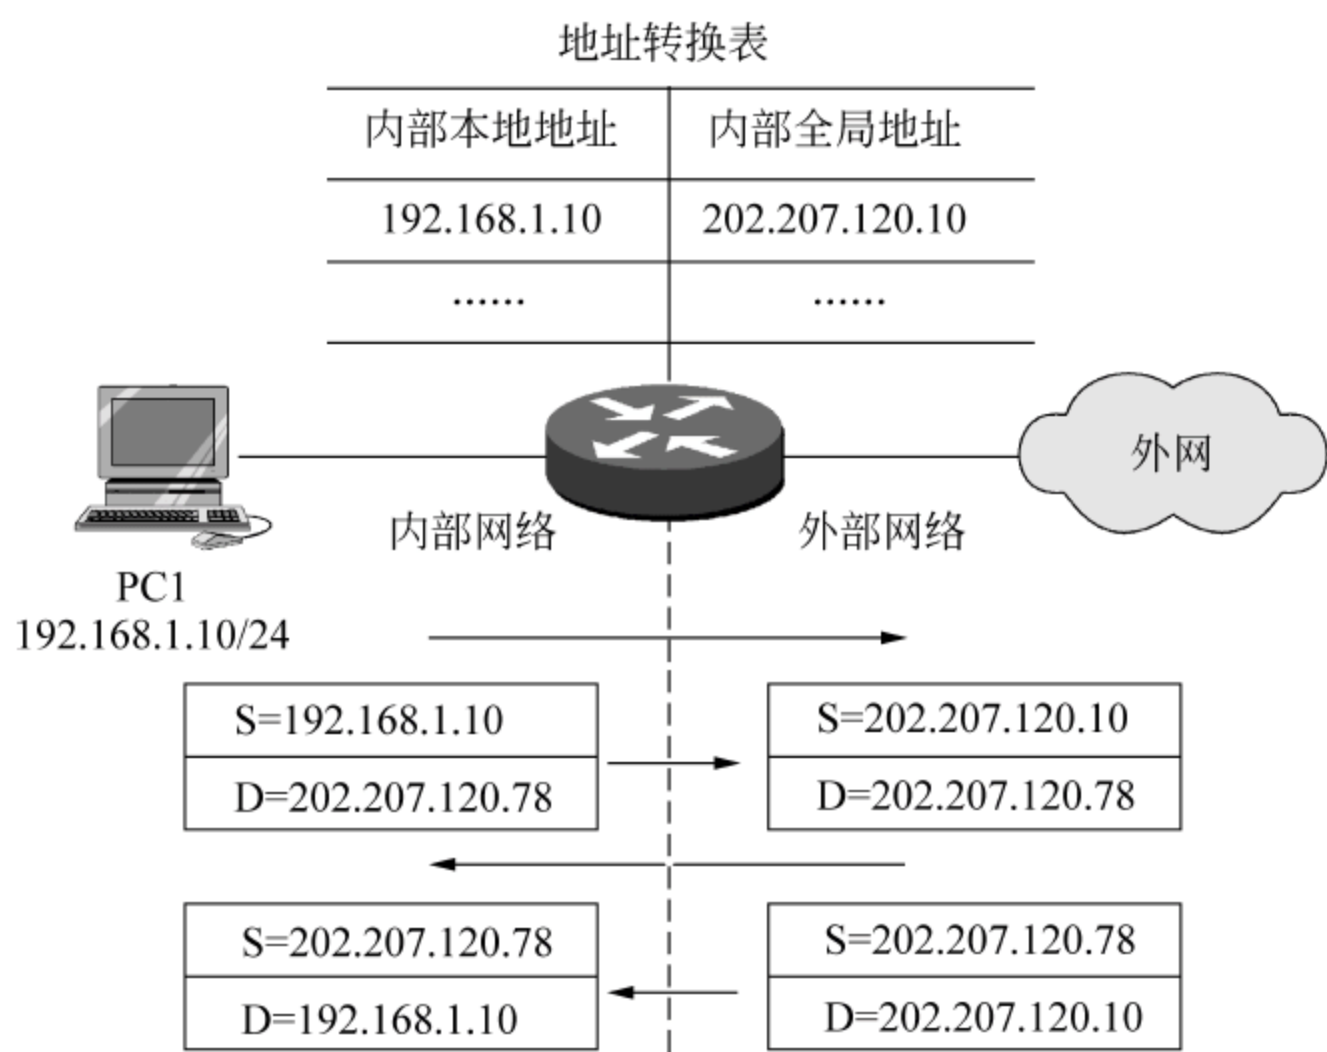 地址转换表
内部本地地址 内部全局地址
192.168.1.10 202.207.120.10
...... ......
外网
内部网络 外部网络
PC1
192.168.1.10/24
S=192.168.1.10 S=202.207.120.10
D=202.207.120.78 D=202.207.120.78
S=202.207.120.78 S=202.207.120.78
D=192.168.1.10 D=202.207.120.10